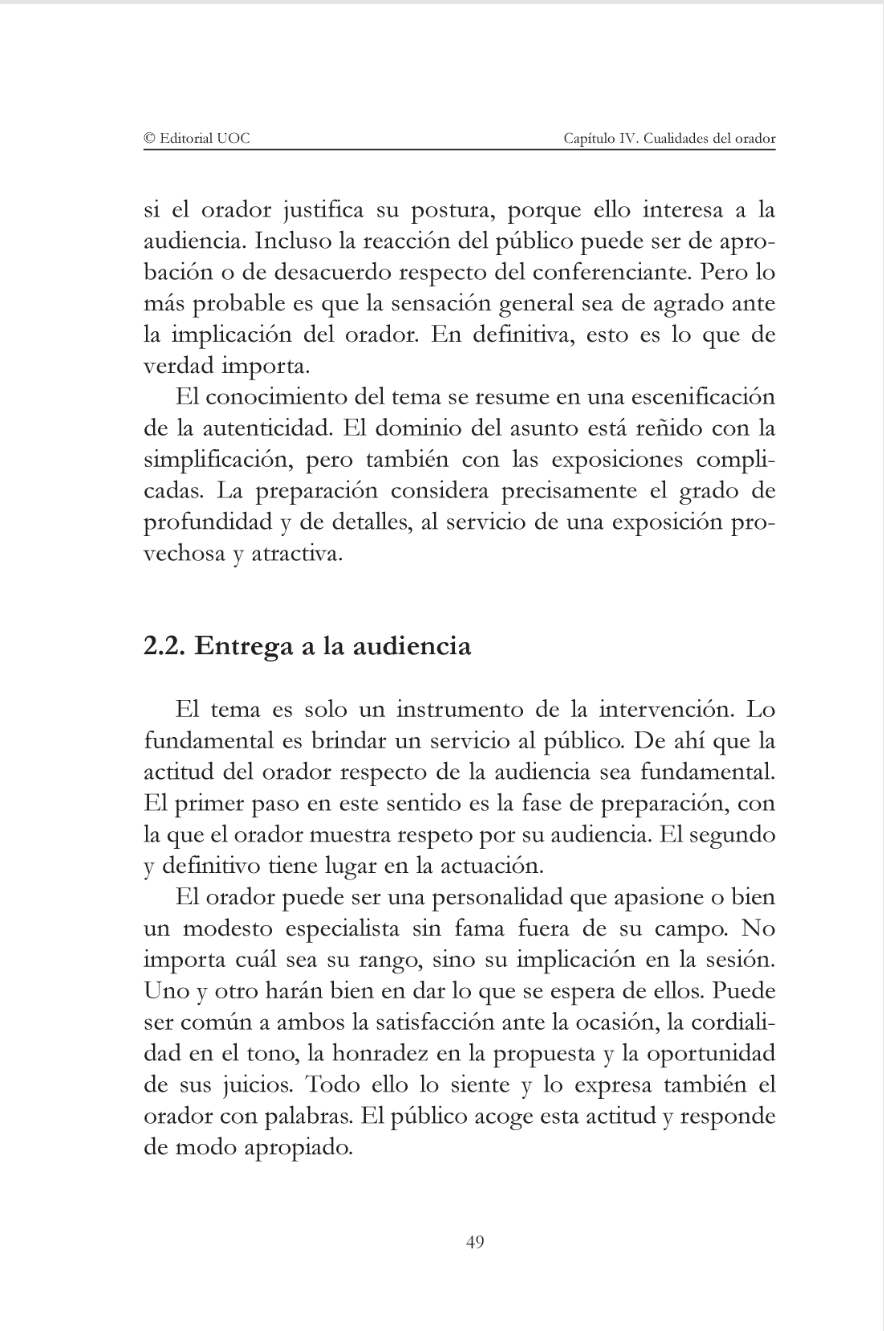 © Editorial UOC
Capítulo IV. Cualidades del orador
si el orador justifica su postura, porque ello interesa a la
audiencia. Incluso la reacción del público puede ser de apro-
bación o de desacuerdo respecto del conferenciante. Pero lo
más probable es que la sensación general sea de agrado ante
la implicación del orador. En definitiva, esto es lo que de
verdad importa.
El conocimiento del tema se resume en una escenificación
de la autenticidad. El dominio del asunto está reñido con la
simplificación, pero también con las exposiciones compli-
cadas. La preparación considera precisamente el grado de
profundidad y de detalles, al servicio de una exposición pro-
vechosa y atractiva.
2.2. Entrega a la audiencia
El tema es solo un instrumento de la intervención. Lo
fundamental es brindar un servicio al público. De ahí que la
actitud del orador respecto de la audiencia sea fundamental.
El primer paso en este sentido es la fase de preparación, con
la que el orador muestra respeto por su audiencia. El segundo
y definitivo tiene lugar en la actuación.
El orador puede ser una personalidad que apasione o bien
un modesto especialista sin fama fuera de su campo. No
importa cuál sea su rango, sino su implicación en la sesión.
Uno y otro harán bien en dar lo que se espera de ellos. Puede
ser común a ambos la satisfacción ante la ocasión, la cordiali-
dad en el tono, la honradez en la propuesta y la oportunidad
de sus juicios. Todo ello lo siente y lo expresa también el
orador con palabras. El público acoge esta actitud y responde
de modo apropiado.
49